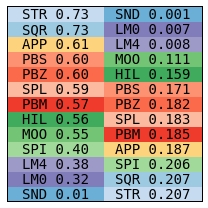 STR 0.73 SND 0.001
SQR 0.73 LM0 0.007
APP 0.61 LM4 0.008
PBS 0.60 MOO 0.111
PBZ 0.60 HIL 0.159
SPL 0.59 PBS 0.171
PBM 0.57 PBZ 0.182
HIL 0.56 SPL 0.183
MOO 0.55 PBM 0.185
SPI 0.40 APP 0.187
LM4 0.38 SPI 0.206
LM0 0.32 SQR 0.207
SND 0.01 STR 0.207